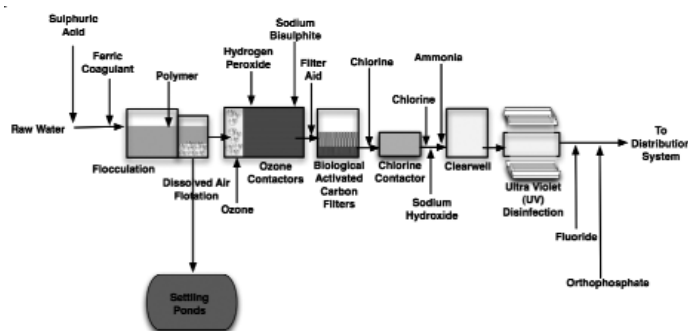 Sulphuric
Acid
Ferric
Coagulant
Polymer
Raw Water
Flocculation
Dissolved Air
Flotation
Settling
Ponds
Hydrogen
Peroxide
Sodium
Bisulphite
Ozone
Ozone
Contactors
Filter
Aid
Biological
Activated
Carbon
Filters
Chlorine
Chlorine
Contactor
Chlorine
Ammonia
Sodium
Hydroxide
Clearwell
Ultra Violet
(UV)
Disinfection
Fluoride
Orthophosphate
To
Distribution
System